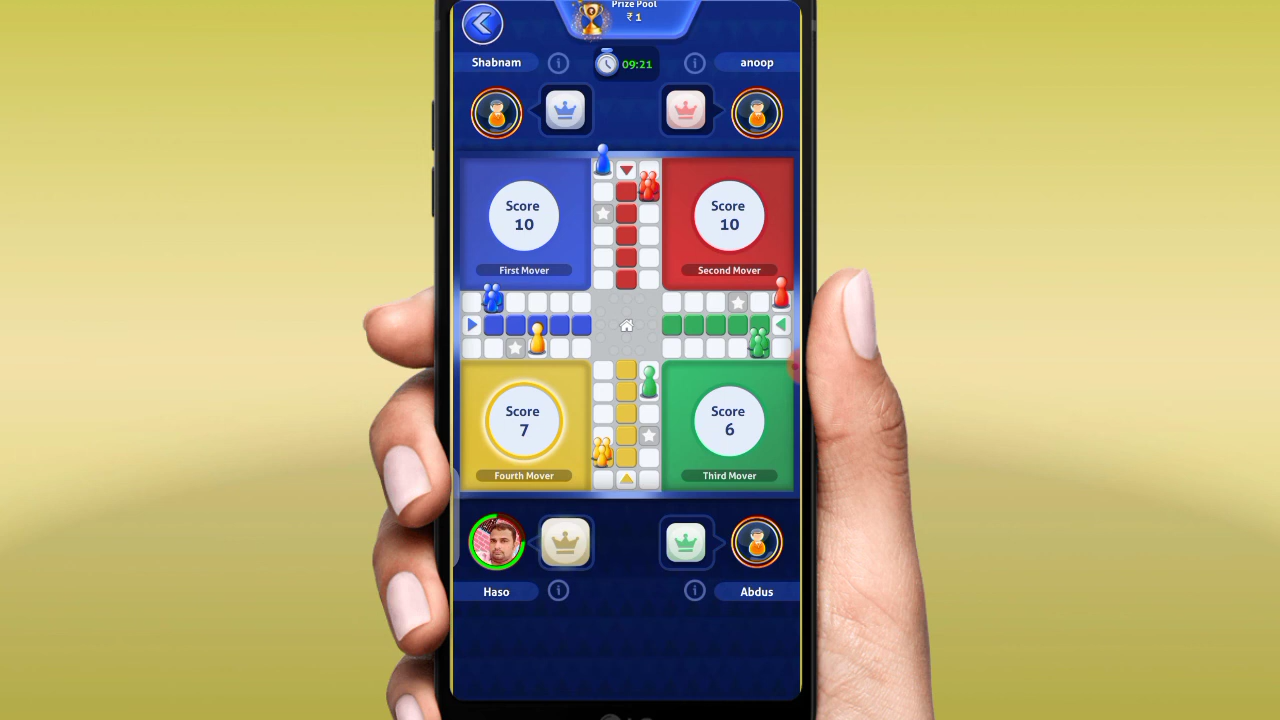 Prize Pool
₹ 1
Shabnam
09:21
anoop
Score
10
First Mover
Score
10
Second Mover
Score
7
Fourth Mover
Score
6
Third Mover
Haso
Abdus